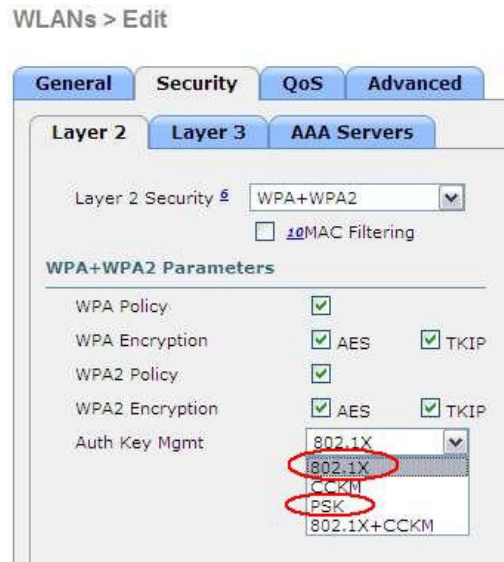 WLANs > Edit
General Security QoS Advanced
Layer 2 Layer 3 AAA Servers
Layer 2 Security 6 WPA+WPA2
10MAC Filtering
WPA+WPA2 Parameters
WPA Policy
WPA Encryption AES TKIP
WPA2 Policy
WPA2 Encryption AES TKIP
Auth Key Mgmt 802.1X
802.1X
CCKM
PSK
802.1X+CCKM